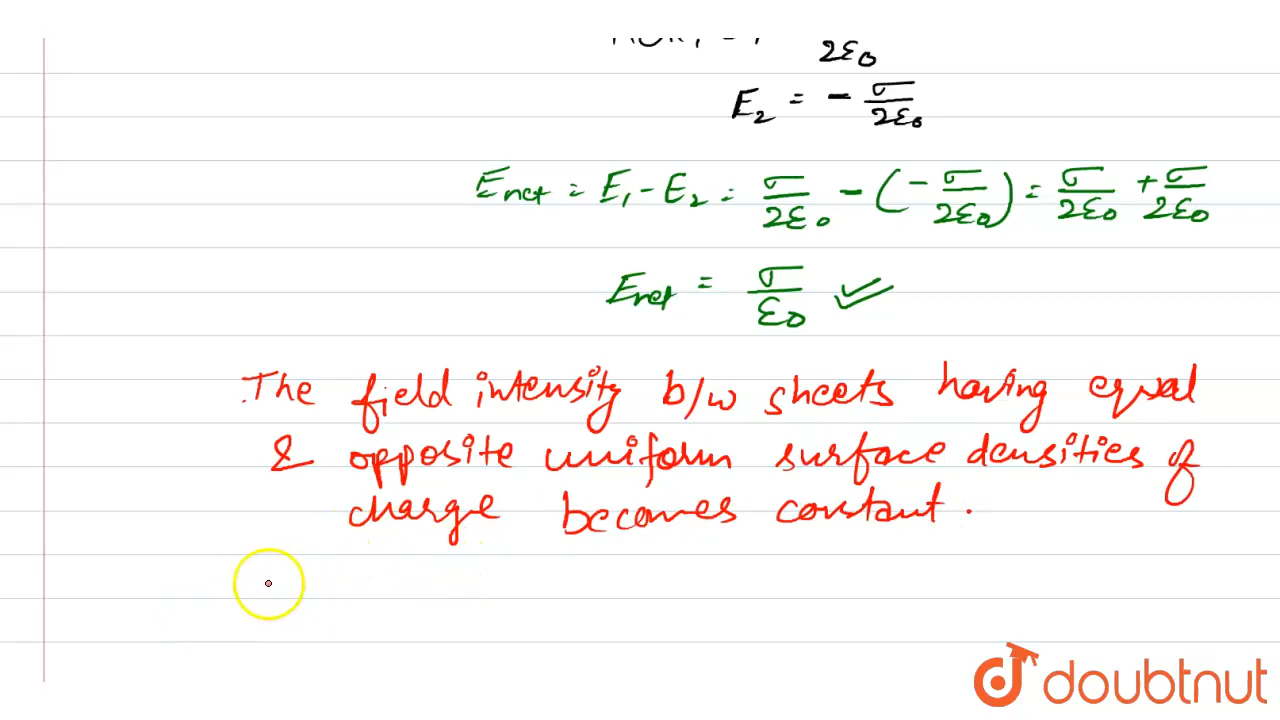 2ε₀
E₂ = - σ/2ε₀
Enet = E₁ - E₂ = σ/2ε₀ - (- σ/2ε₀) = σ/2ε₀ + σ/2ε₀
Enet = σ/ε₀
The field intensity b/w sheets having equal
& opposite uniform surface densities of
charge becomes constant.
doubtnut